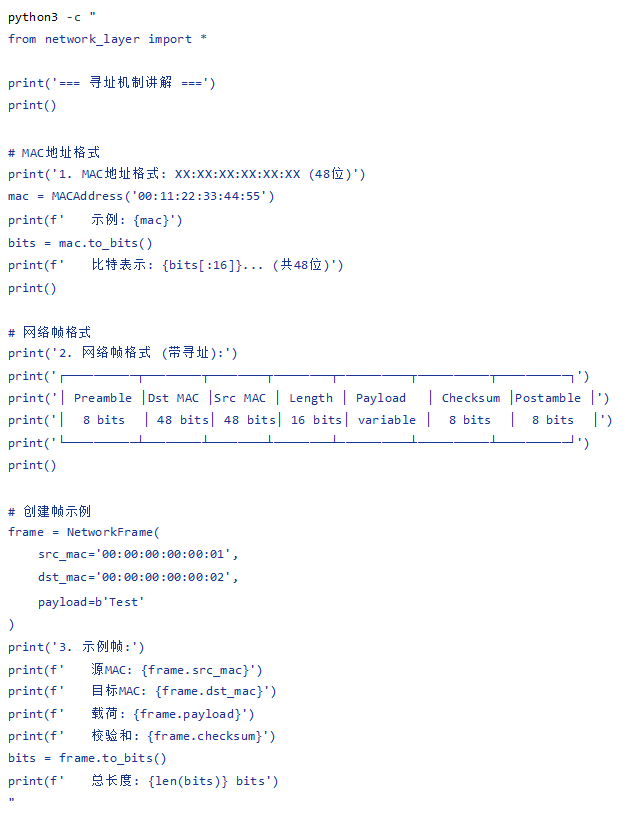 python3 -c "
from network_layer import *

print('=== 寻址机制讲解 ===')
print()

# MAC地址格式
print('1. MAC地址格式: XX:XX:XX:XX:XX:XX (48位)')
mac = MACAddress('00:11:22:33:44:55')
print(f'   示例: {mac}')
bits = mac.to_bits()
print(f'   比特表示: {bits[:16]}... (共48位)')
print()

# 网络帧格式
print('2. 网络帧格式 (带寻址):')
print('┌──────────┬────────┬────────┬────────┬──────────┬──────────┬──────────┐')
print('│ Preamble │Dst MAC │Src MAC │ Length │ Payload  │ Checksum │Postamble │')
print('│  8 bits  │ 48 bits│ 48 bits│ 16 bits│ variable │  8 bits  │  8 bits  │')
print('└──────────┴────────┴────────┴────────┴──────────┴──────────┴──────────┘')
print()

# 创建帧示例
frame = NetworkFrame(
    src_mac='00:00:00:00:00:01',
    dst_mac='00:00:00:00:00:02',
    payload=b'Test'
)
print('3. 示例帧:')
print(f'   源MAC: {frame.src_mac}')
print(f'   目标MAC: {frame.dst_mac}')
print(f'   载荷: {frame.payload}')
print(f'   校验和: {frame.checksum}')
bits = frame.to_bits()
print(f'   总长度: {len(bits)} bits')
"